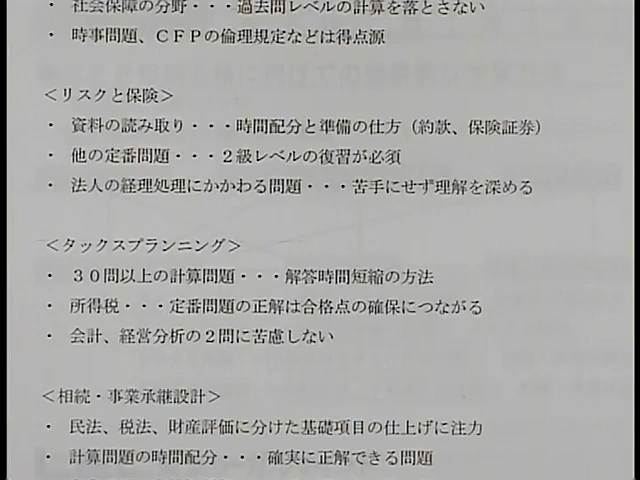 ・ 社会保障の分野・・・過去問レベルの計算を落とさない
・ 時事問題、ＣＦＰの倫理規定などは得点源
＜リスクと保険＞
・ 資料の読み取り・・・時間配分と準備の仕方（約款、保険証券）
・ 他の定番問題・・・２級レベルの復習が必須
・ 法人の経理処理にかかわる問題・・・苦手にせず理解を深める
＜タックスプランニング＞
・ ３０問以上の計算問題・・・解答時間短縮の方法
・ 所得税・・・定番問題の正解は合格点の確保につながる
・ 会計、経営分析の２問に苦慮しない
＜相続・事業承継設計＞
・ 民法、税法、財産評価に分けた基礎項目の仕上げに注力
・ 計算問題の時間配分・・・確実に正解できる問題